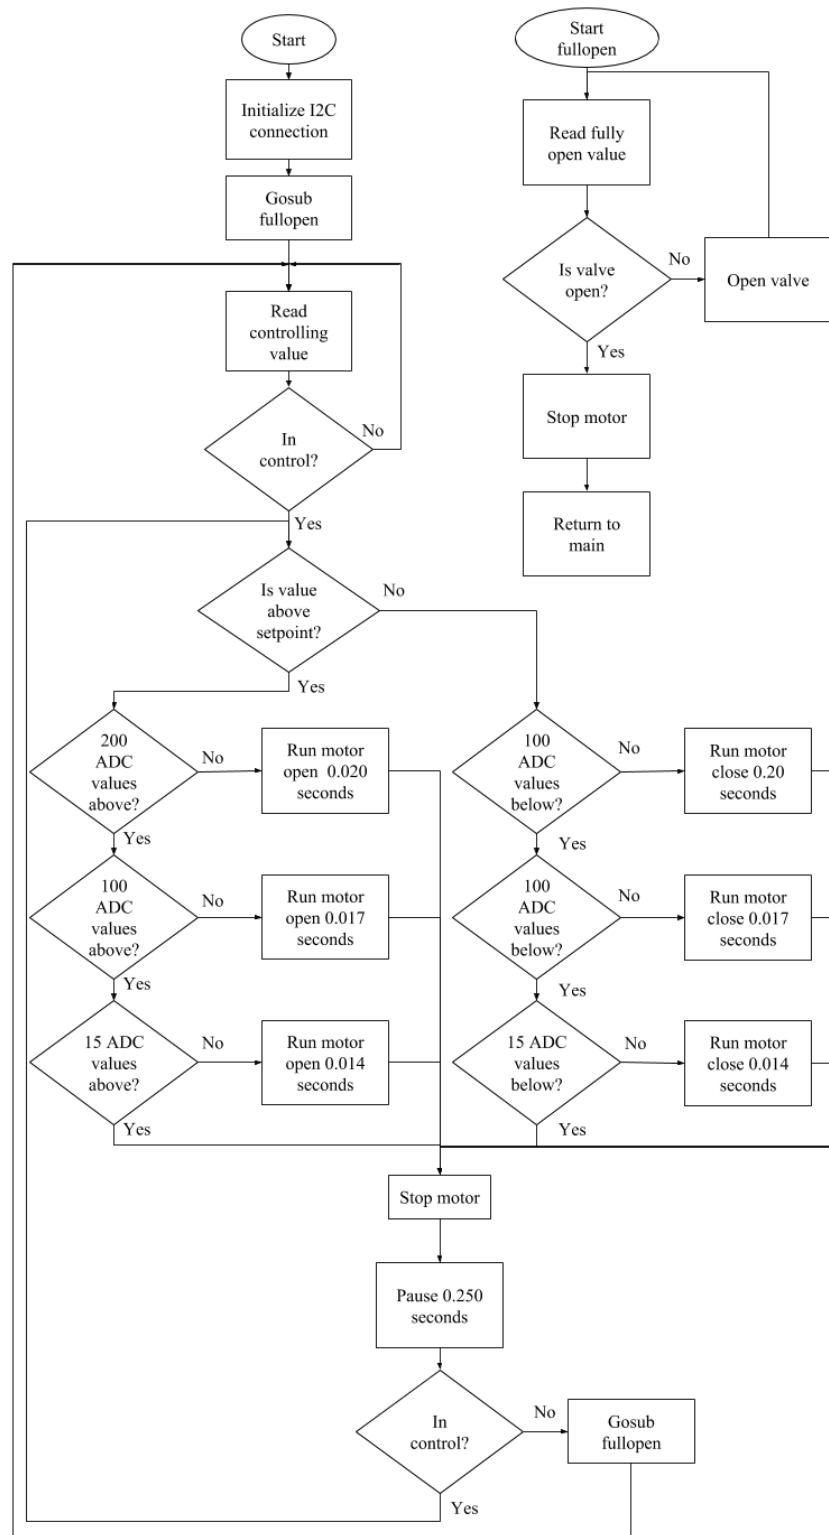 Start
Initialize I2C
connection
Gosub
fullopen
Read
controlling
value
In
control?
No
Yes
Is value
above
setpoint?
No
Yes
200
ADC
values
above?
No
Run motor
open 0.020
seconds
Yes
100
ADC
values
above?
No
Run motor
open 0.017
seconds
Yes
15 ADC
values
above?
No
Run motor
open 0.014
seconds
Yes
100
ADC
values
below?
No
Run motor
close 0.20
seconds
Yes
100
ADC
values
below?
No
Run motor
close 0.017
seconds
Yes
15 ADC
values
below?
No
Run motor
close 0.014
seconds
Yes
Stop motor
Pause 0.250
seconds
In
control?
No
Gosub
fullopen
Yes
Start
fullopen
Read fully
open value
Is valve
open?
No
Open valve
Yes
Stop motor
Return to
main